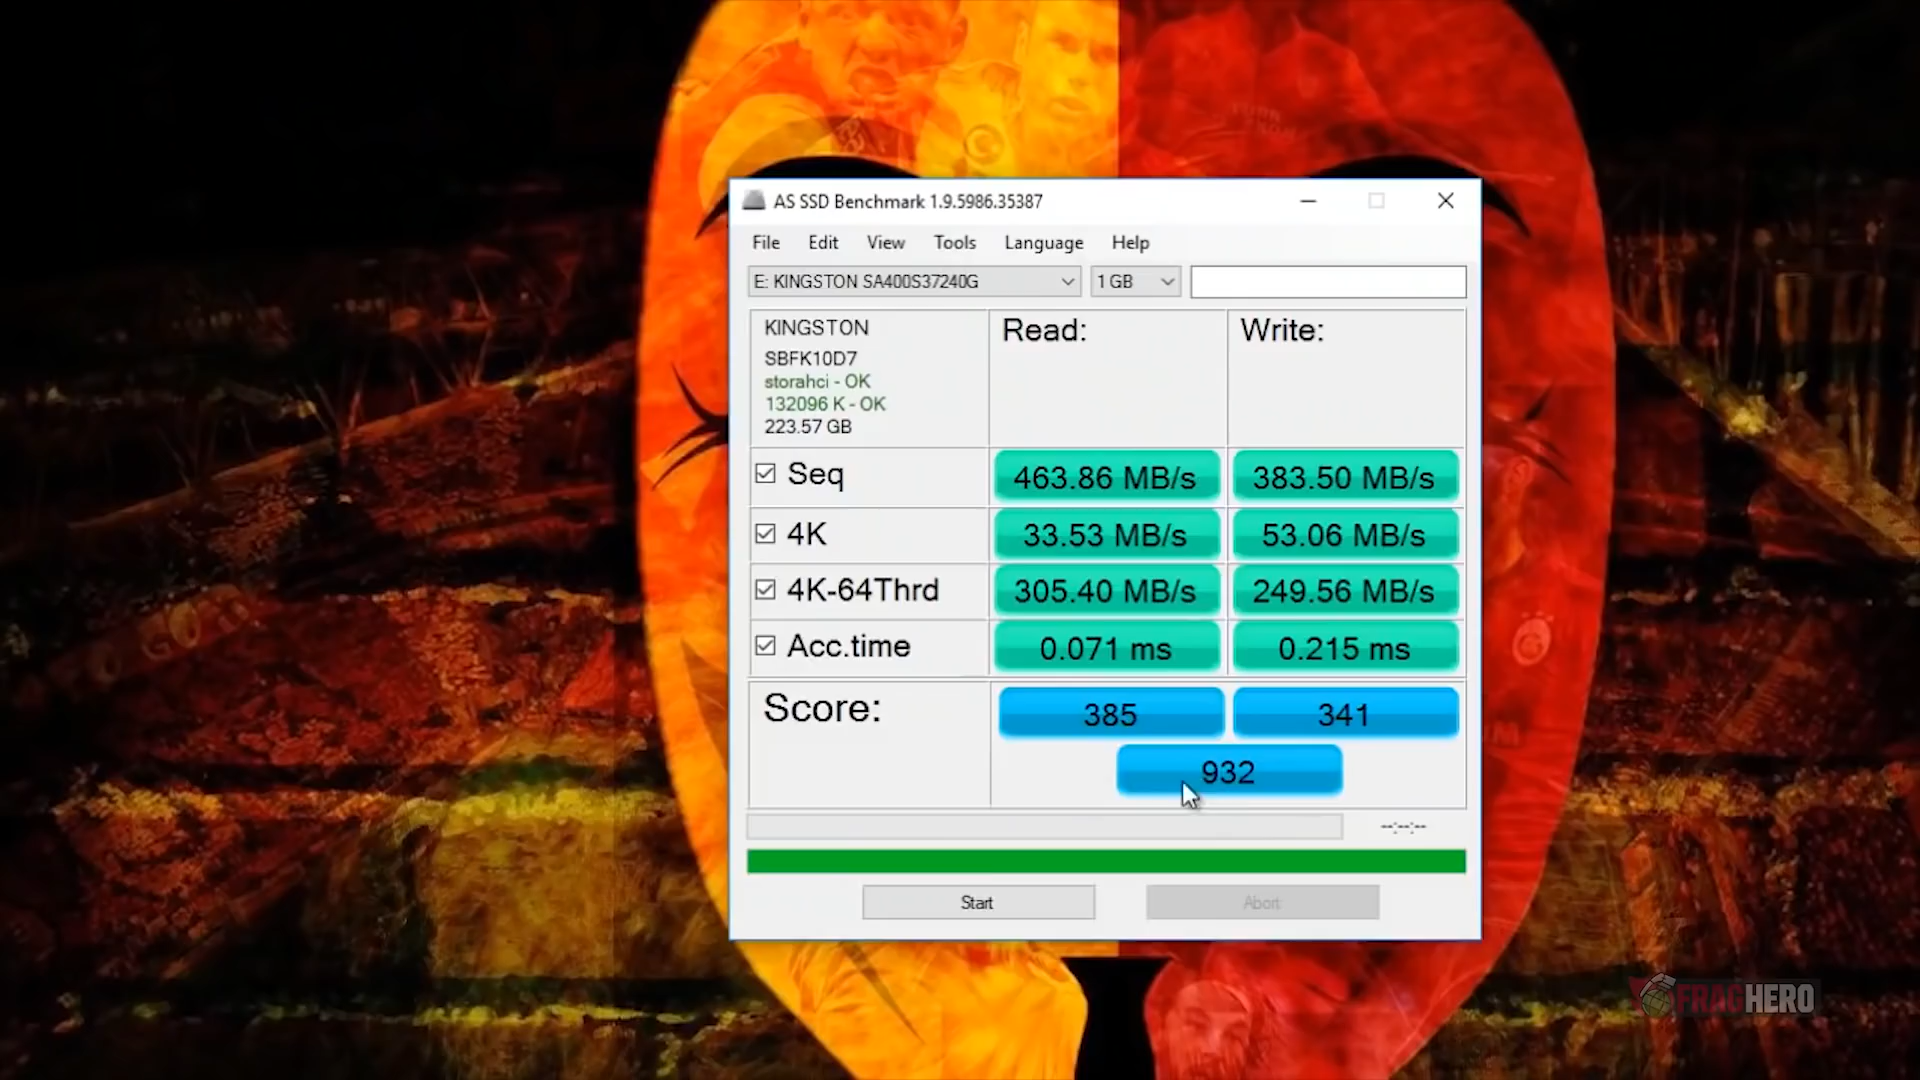 AS SSD Benchmark 1.9.5986.35387
File Edit View Tools Language Help
E: KINGSTON SA400S37240G 1 GB
KINGSTON
SBFK10D7
storahci - OK
132096 K - OK
223.57 GB
Read: Write:
Seq 463.86 MB/s 383.50 MB/s
4K 33.53 MB/s 53.06 MB/s
4K-64Thrd 305.40 MB/s 249.56 MB/s
Acc.time 0.071 ms 0.215 ms
Score: 385 341
932
--:--:--
Start Abort
FRAGHERO